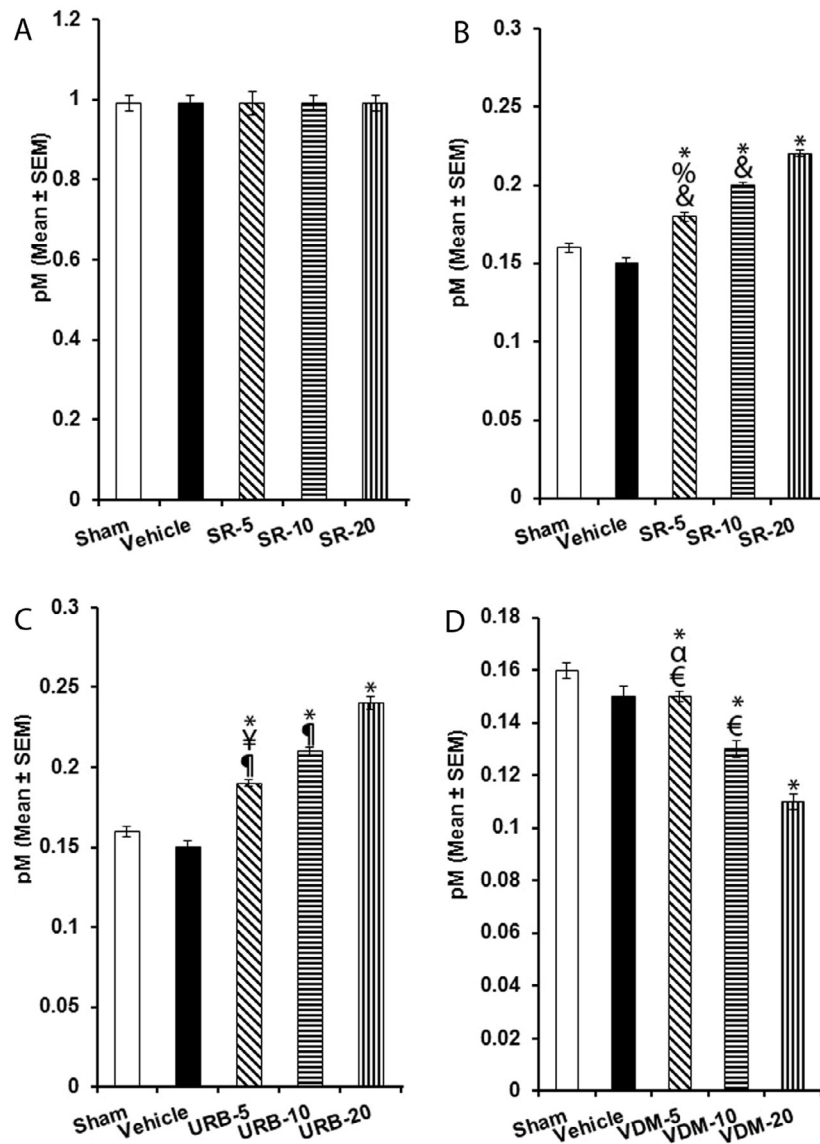 A
1.2
1
0.8
0.6
0.4
0.2
0
pM (Mean ± SEM)
Sham
Vehicle
SR-5
SR-10
SR-20
B
0.3
0.25
0.2
0.15
0.1
0.05
0
pM (Mean ± SEM)
*
%
&
*
&
*
Sham
Vehicle
SR-5
SR-10
SR-20
C
0.3
0.25
0.2
0.15
0.1
0.05
0
pM (Mean ± SEM)
*
¥
¶
*
¶
*
Sham
Vehicle
URB-5
URB-10
URB-20
D
0.18
0.16
0.14
0.12
0.1
0.08
0.06
0.04
0.02
0
pM (Mean ± SEM)
*
α
€
*
€
*
Sham
Vehicle
VDM-5
VDM-10
VDM-20